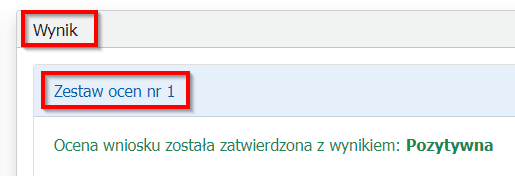 Wynik
Zestaw ocen nr 1
Ocena wniosku została zatwierdzona z wynikiem: Pozytywna